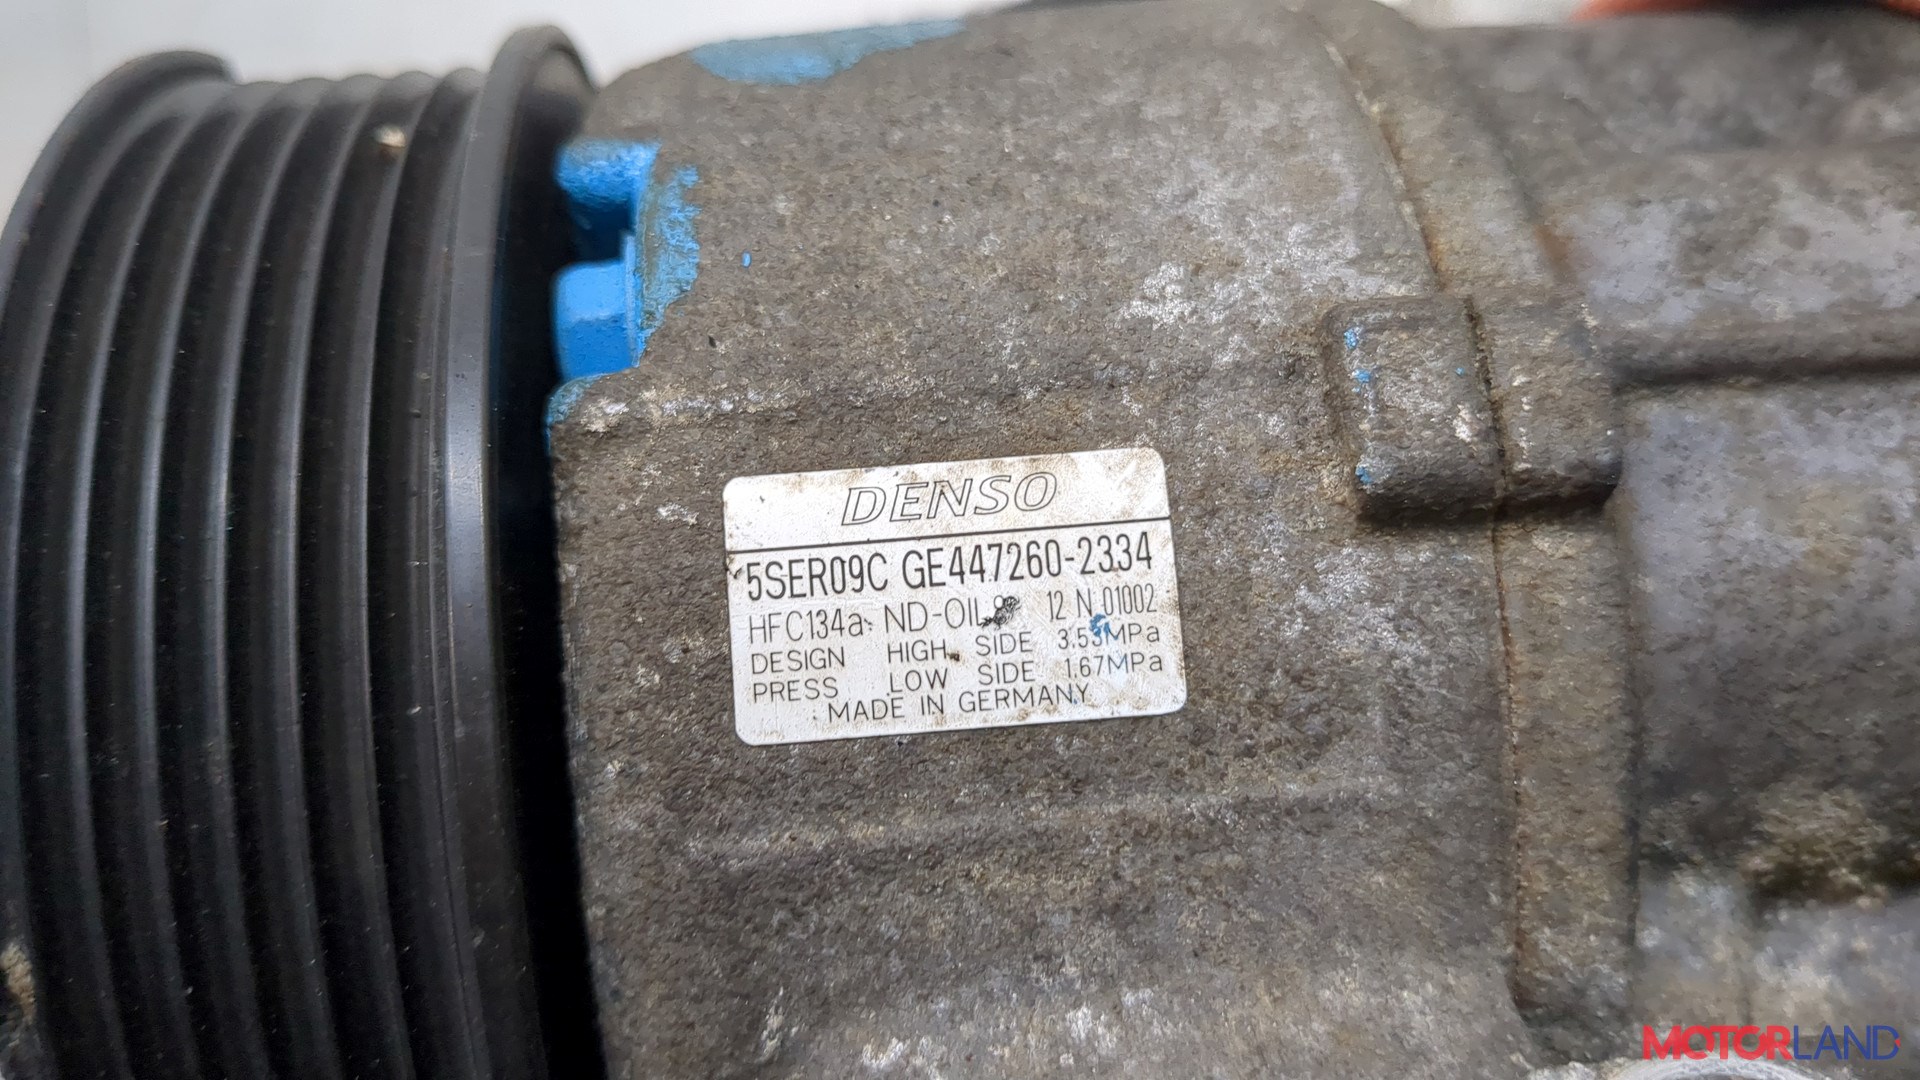 DENSO
5SER09C GE447260-2334
HFC134a ND-OIL 12 N 01002
DESIGN HIGH SIDE 3.53MPa
PRESS LOW SIDE 1.67MPa
MADE IN GERMANY
MOTORLAND